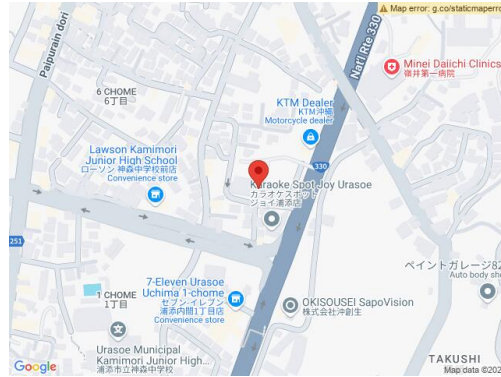 Map error: g.co/staticmaperro
Paipurain dori
Nat'l Rte 330
Minei Daiichi Clinics
嶺井第一病院
6 CHOME
6丁目
KTM Dealer
KTM沖縄
Motorcycle dealer
Lawson Kamimori
Junior High School
ローソン 神森中学校前店
Convenience store
330
Karaoke Spot Joy Urasoe
カラオケスポット
ジョイ浦添店
251
ペイントガレージ82
Auto body sho
7-Eleven Urasoe
Uchima 1-chome
セブン-イレブン
浦添内間1丁目店
Convenience store
1 CHOME
1丁目
OKISOUSEI SapoVision
株式会社沖創生
Urasoe Municipal
Kamimori Junior High...
浦添市立神森中学校
TAKUSHI
沢岻
Google
Map data ©202